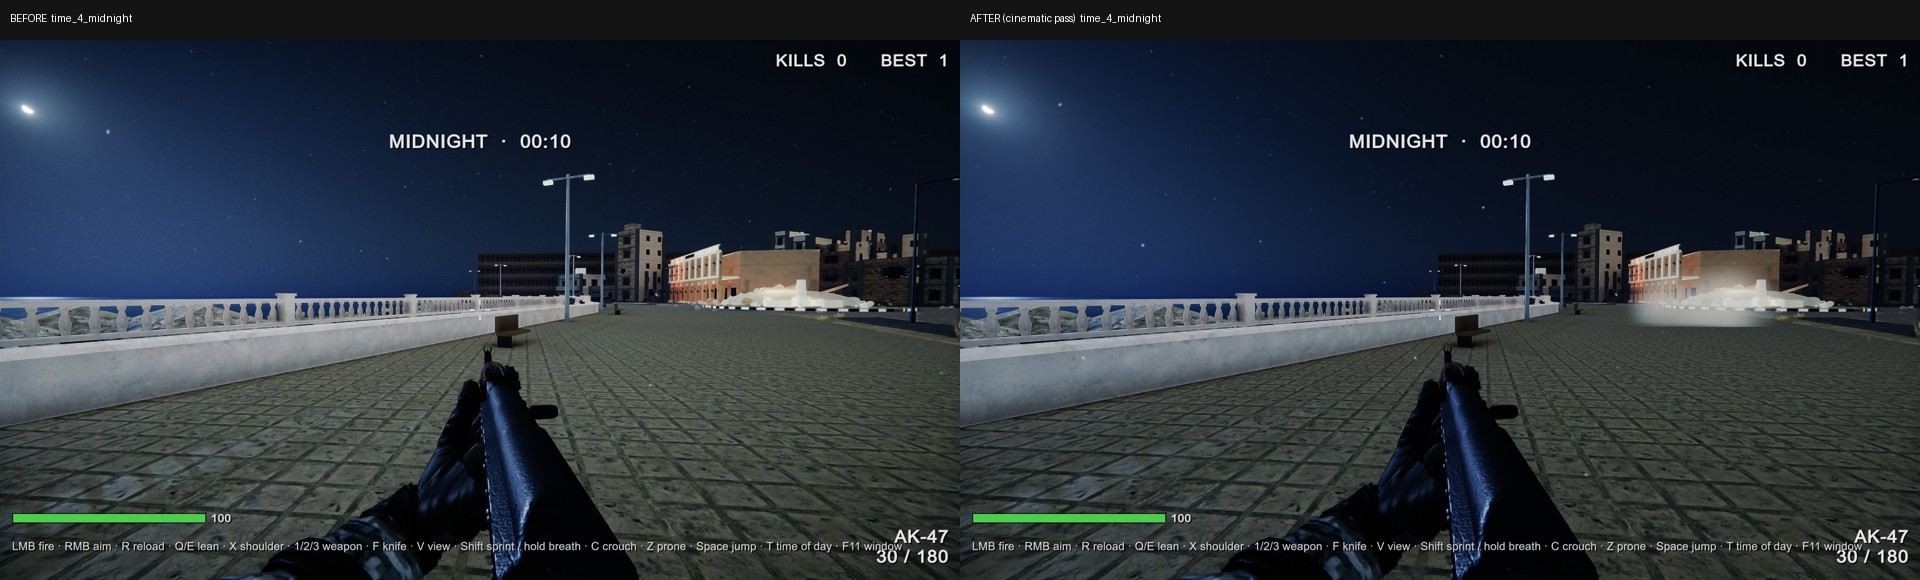 BEFORE time_4_midnight
KILLS 0 BEST 1
MIDNIGHT · 00:10
100
AK-47
LMB fire · RMB aim · R reload · Q/E lean · X shoulder · 1/2/3 weapon · F knife · V view · Shift sprint / hold breath · C crouch · Z prone · Space jump · T time of day · F11 window
30 / 180
AFTER (cinematic pass) time_4_midnight
KILLS 0 BEST 1
MIDNIGHT · 00:10
100
AK-47
LMB fire · RMB aim · R reload · Q/E lean · X shoulder · 1/2/3 weapon · F knife · V view · Shift sprint / hold breath · C crouch · Z prone · Space jump · T time of day · F11 window
30 / 180